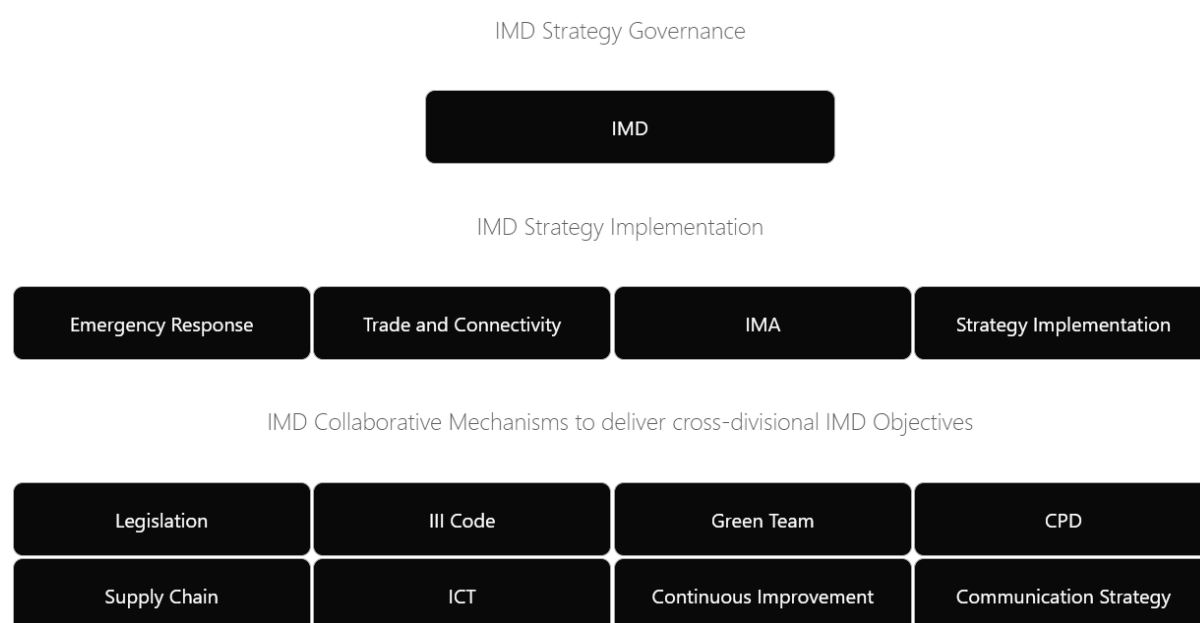 IMD Strategy Governance
IMD
IMD Strategy Implementation
Emergency Response
Trade and Connectivity
IMA
Strategy Implementation
IMD Collaborative Mechanisms to deliver cross-divisional IMD Objectives
Legislation
III Code
Green Team
CPD
Supply Chain
ICT
Continuous Improvement
Communication Strategy